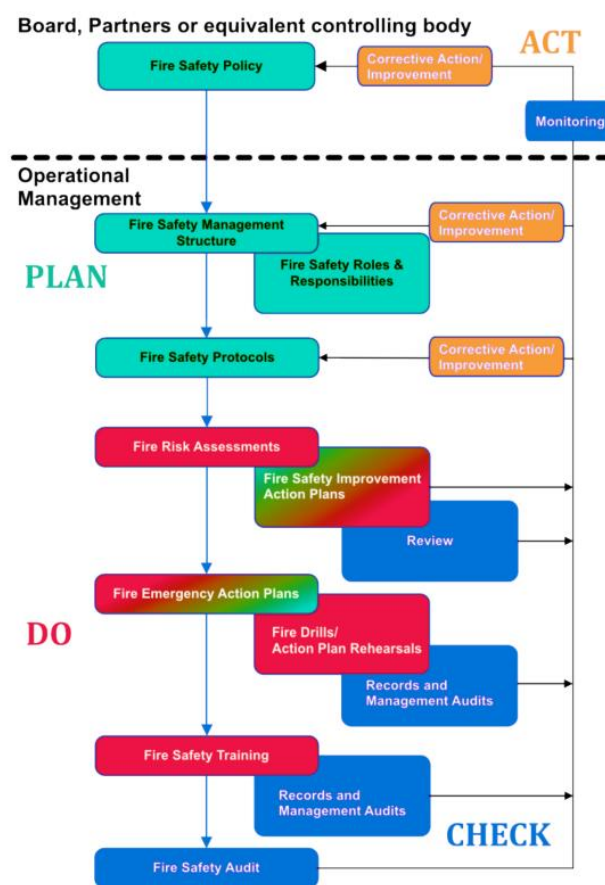 Board, Partners or equivalent controlling body
ACT
Fire Safety Policy
Corrective Action/
Improvement
Monitoring
Operational
Management
Fire Safety Management
Structure
Corrective Action/
Improvement
PLAN
Fire Safety Roles &
Responsibilities
Fire Safety Protocols
Corrective Action/
Improvement
Fire Risk Assessments
Fire Safety Improvement
Action Plans
Review
Fire Emergency Action Plans
DO
Fire Drills/
Action Plan Rehearsals
Records and
Management Audits
Fire Safety Training
Records and
Management Audits
CHECK
Fire Safety Audit